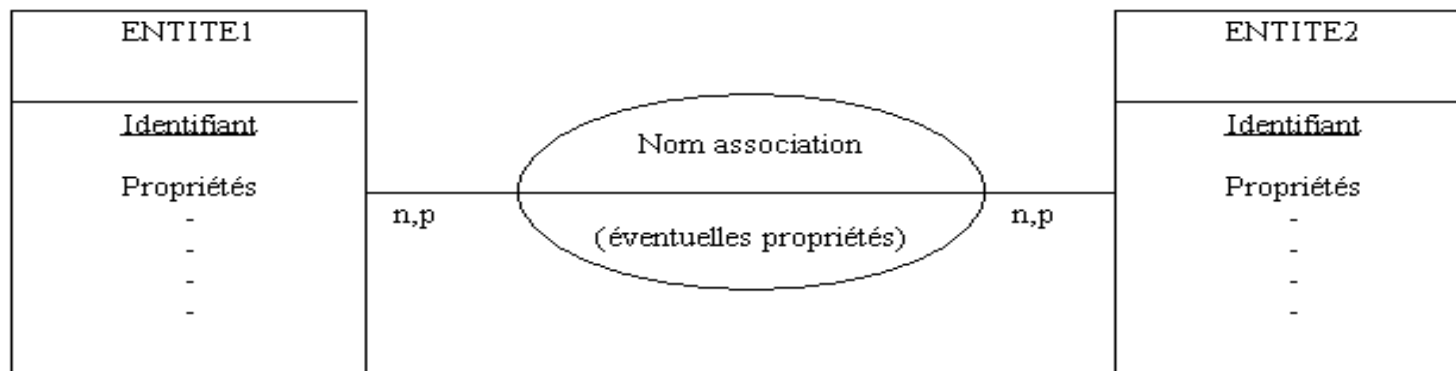 ENTITE1
Identifiant
Propriétés
-
-
-
-
n,p
Nom association
(éventuelles propriétés)
n,p
ENTITE2
Identifiant
Propriétés
-
-
-
-